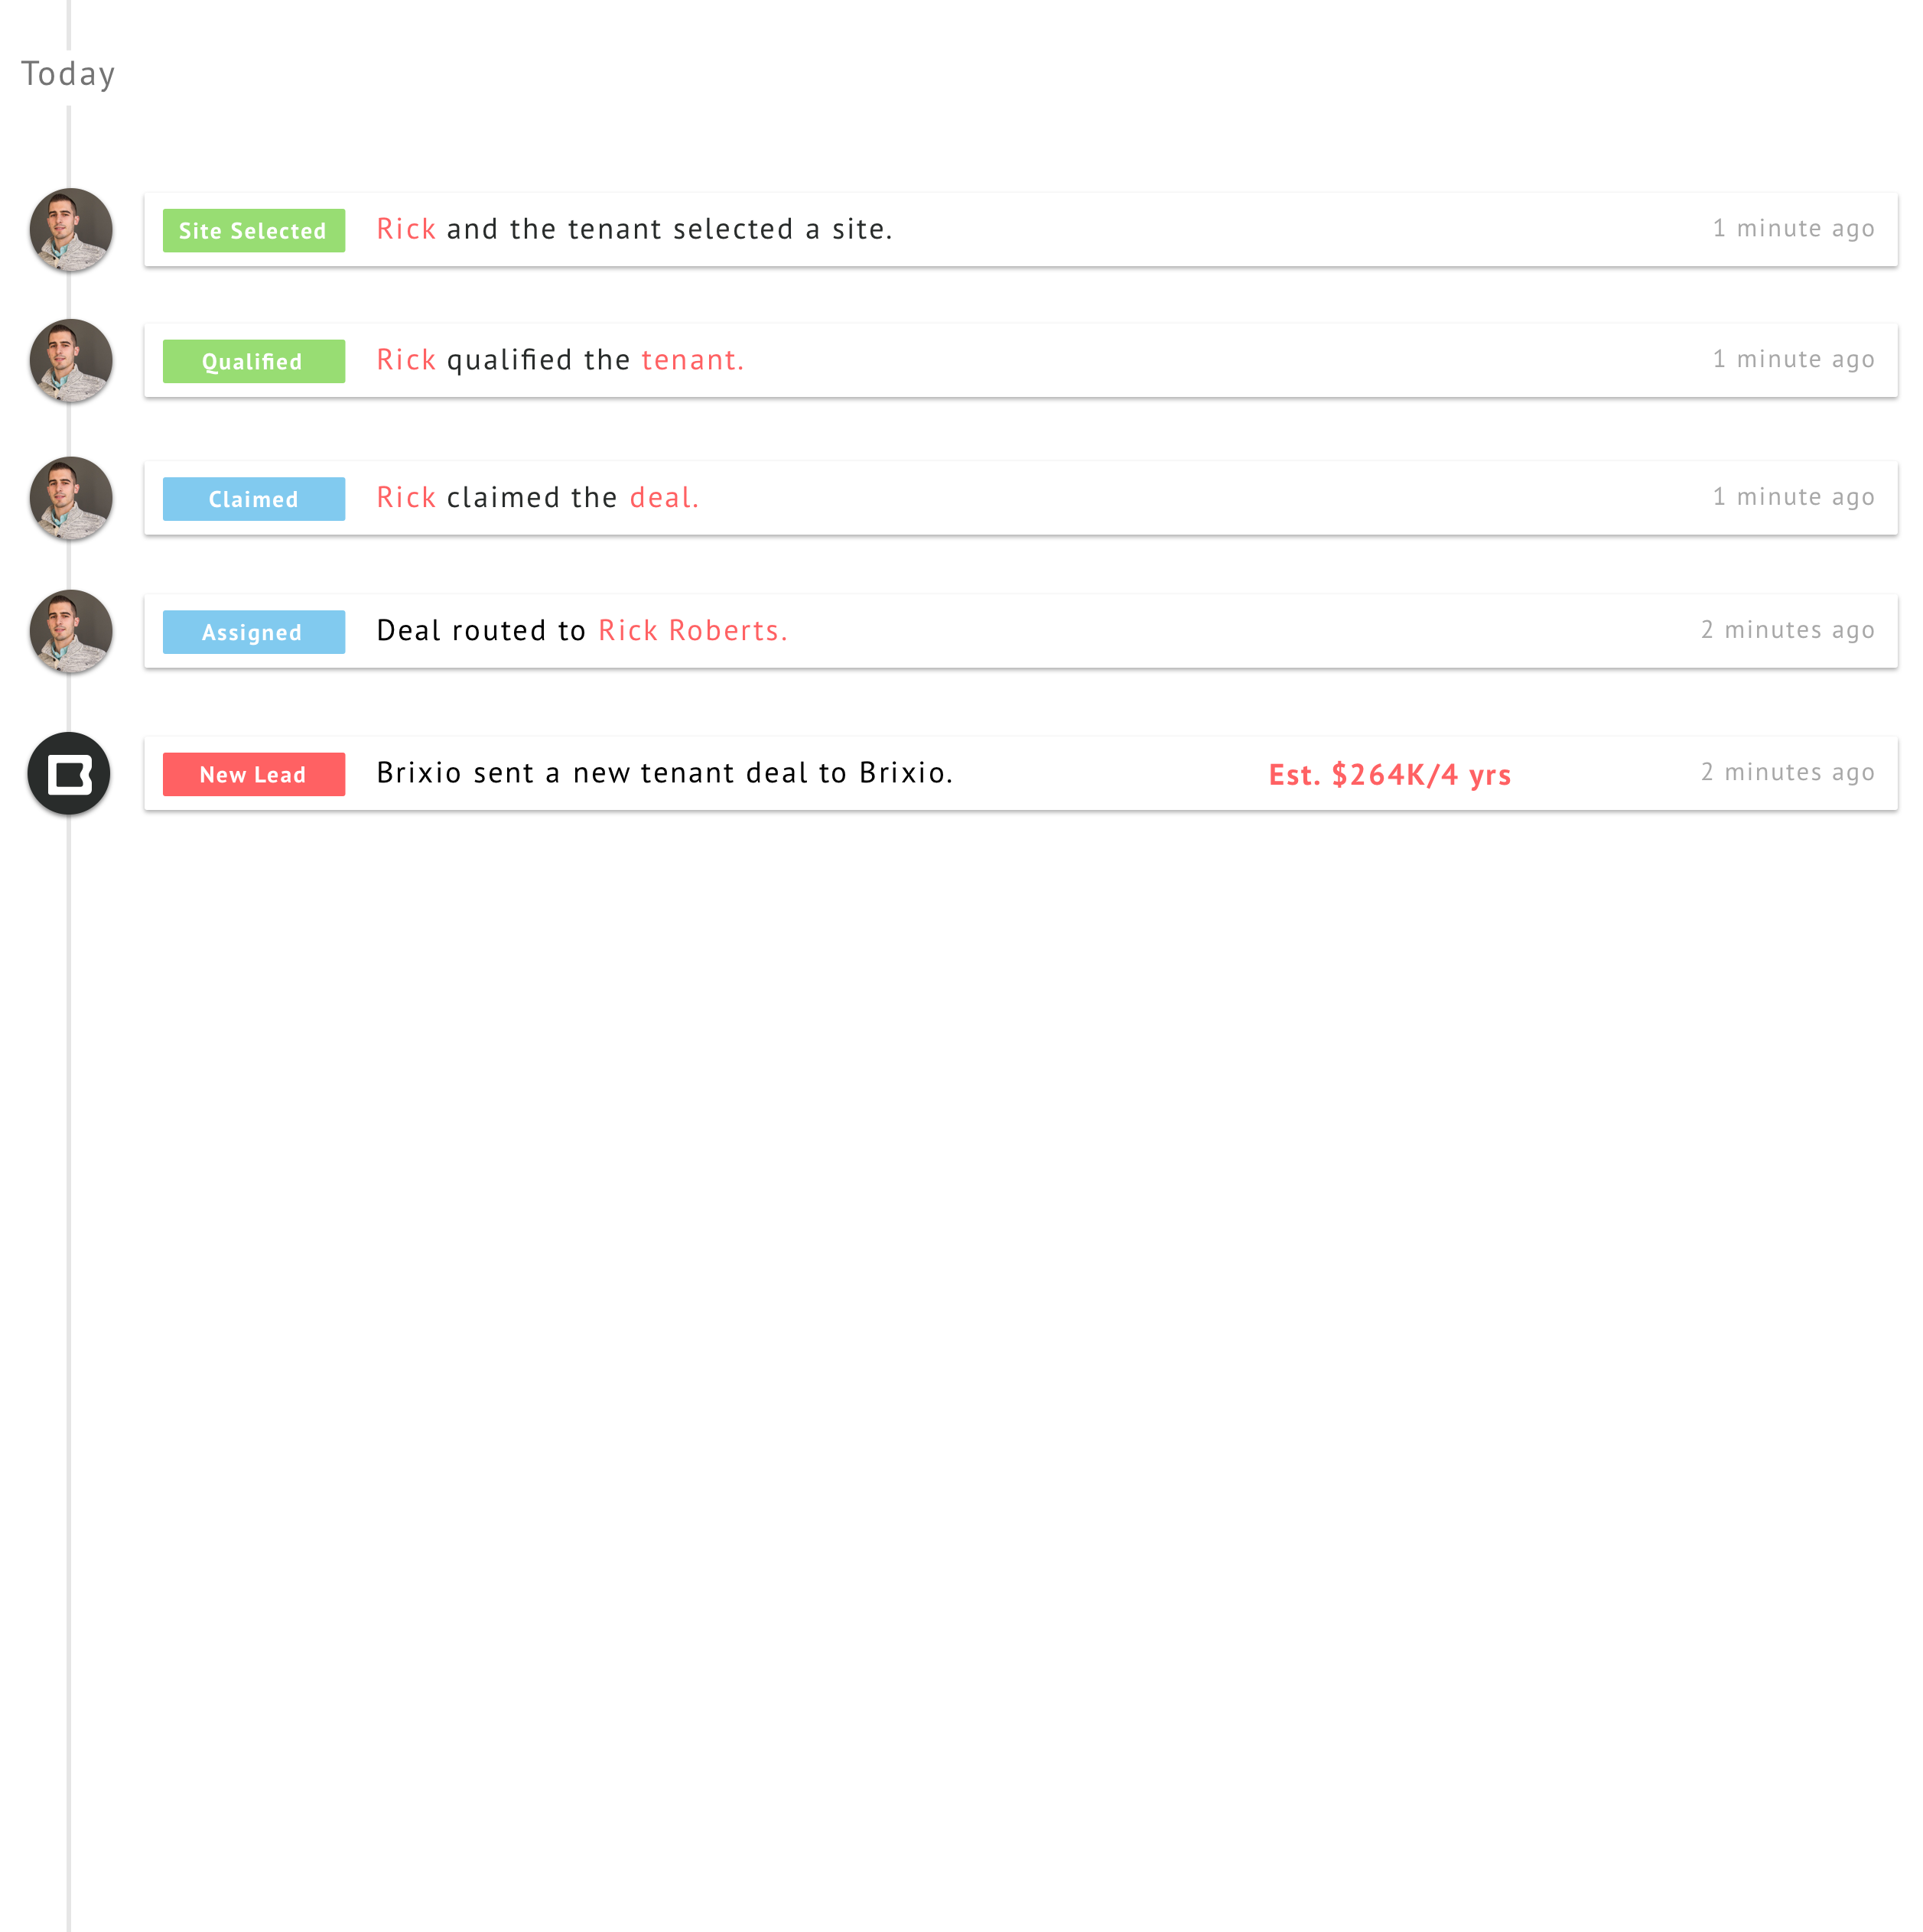 Today
Site Selected Rick and the tenant selected a site. 1 minute ago
Qualified Rick qualified the tenant. 1 minute ago
Claimed Rick claimed the deal. 1 minute ago
Assigned Deal routed to Rick Roberts. 2 minutes ago
New Lead Brixio sent a new tenant deal to Brixio. Est. $264K/4 yrs 2 minutes ago